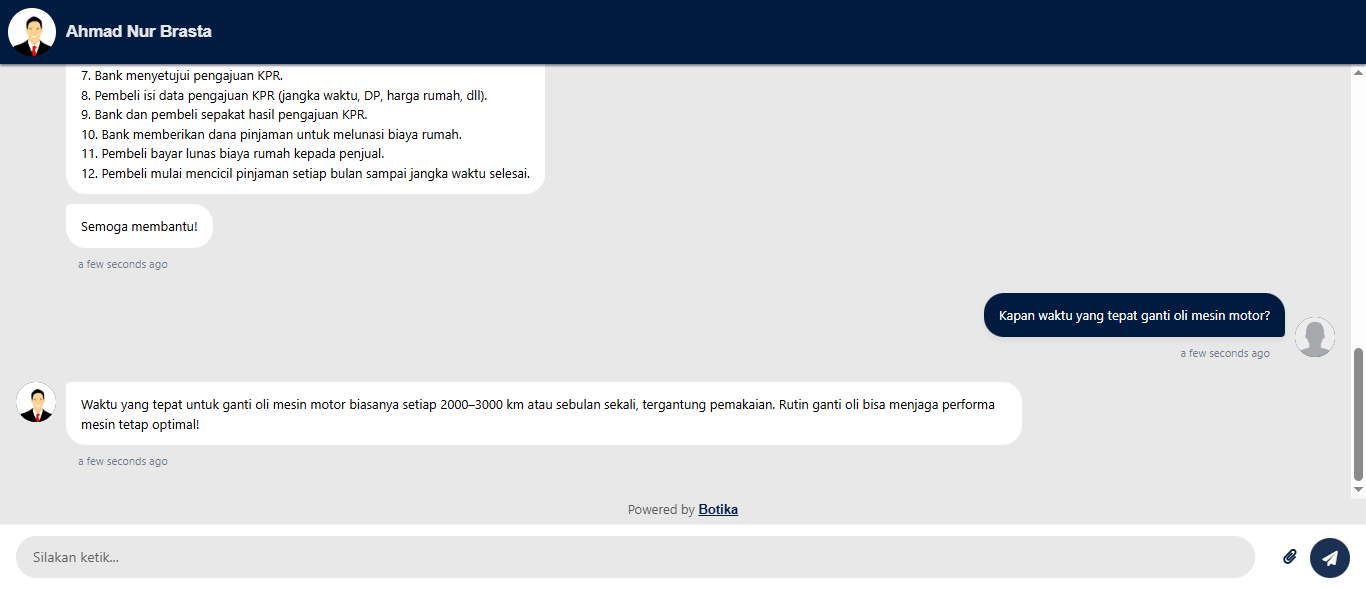 Ahmad Nur Brasta
7. Bank menyetujui pengajuan KPR.
8. Pembeli isi data pengajuan KPR (jangka waktu, DP, harga rumah, dll).
9. Bank dan pembeli sepakat hasil pengajuan KPR.
10. Bank memberikan dana pinjaman untuk melunasi biaya rumah.
11. Pembeli bayar lunas biaya rumah kepada penjual.
12. Pembeli mulai mencicil pinjaman setiap bulan sampai jangka waktu selesai.
Semoga membantu!
a few seconds ago
Kapan waktu yang tepat ganti oli mesin motor?
a few seconds ago
Waktu yang tepat untuk ganti oli mesin motor biasanya setiap 2000–3000 km atau sebulan sekali, tergantung pemakaian. Rutin ganti oli bisa menjaga performa
mesin tetap optimal!
a few seconds ago
Powered by Botika
Silakan ketik...